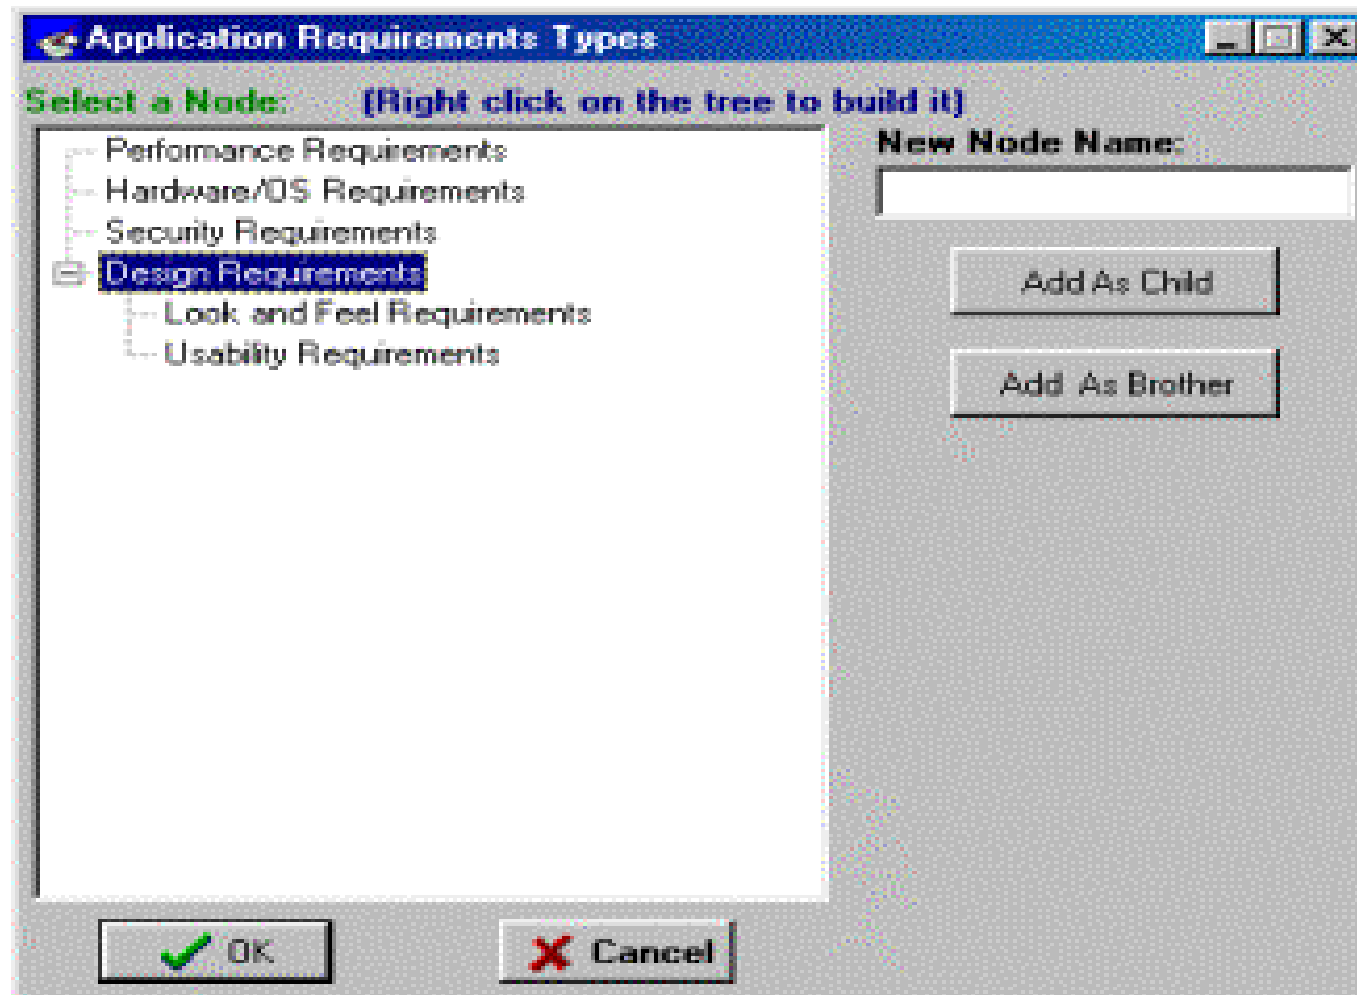 Application Requirements Types
Select a Node: (Right click on the tree to build it)
New Node Name:
Performance Requirements
Hardware/OS Requirements
Security Requirements
Design Requirements
Look and Feel Requirements
Usability Requirements
Add As Child
Add As Brother
OK
Cancel